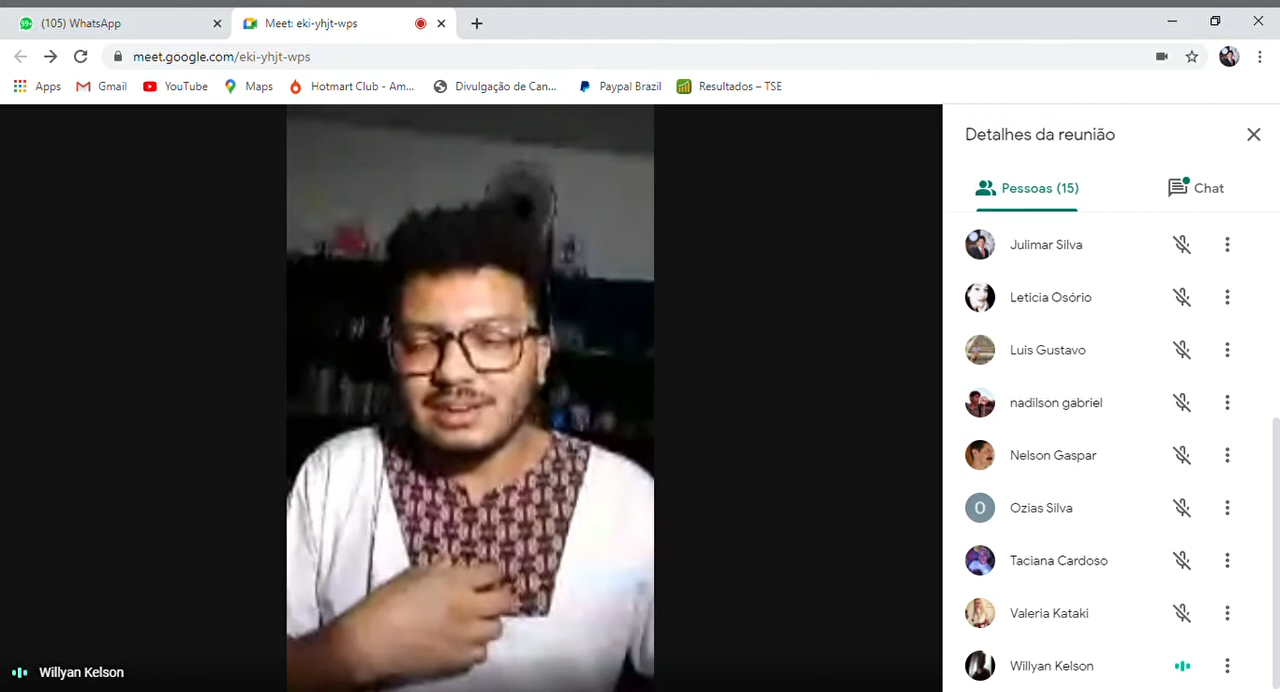 99+ (105) WhatsApp Meet: eki-yhjt-wps
meet.google.com/eki-yhjt-wps
Apps Gmail YouTube Maps Hotmart Club - Am... Divulgação de Can... Paypal Brazil Resultados – TSE
Detalhes da reunião
Pessoas (15) Chat
Julimar Silva
Leticia Osório
Luis Gustavo
nadilson gabriel
Nelson Gaspar
O Ozias Silva
Taciana Cardoso
Valeria Kataki
Willyan Kelson
Willyan Kelson